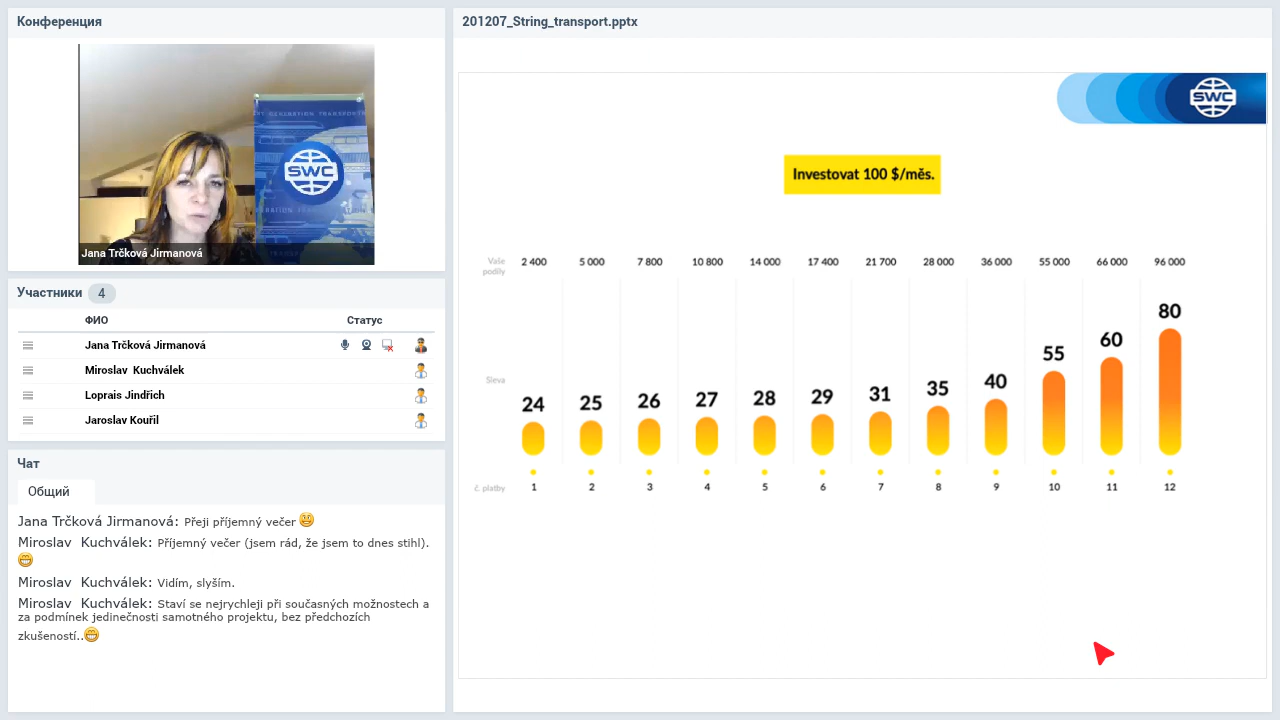 Конференция
EXT GENERATION TRANSPORT
SWC
Jana Trčková Jirmanová
Участники 4
ФИО Статус
Jana Trčková Jirmanová
Miroslav Kuchválek
Loprais Jindřich
Jaroslav Kouřil
Чат
Общий
Jana Trčková Jirmanová: Přeji příjemný večer
Miroslav Kuchválek: Příjemný večer (jsem rád, že jsem to dnes stihl).
Miroslav Kuchválek: Vidím, slyším.
Miroslav Kuchválek: Staví se nejrychleji při současných možnostech a
za podmínek jedinečnosti samotného projektu, bez předchozích
zkušeností..
201207_String_transport.pptx
SWC
Investovat 100 $/měs.
Vaše
podíly
2 400 5 000 7 800 10 800 14 000 17 400 21 700 28 000 36 000 55 000 66 000 96 000
Sleva
24 25 26 27 28 29 31 35 40 55 60 80
č. platby
1 2 3 4 5 6 7 8 9 10 11 12